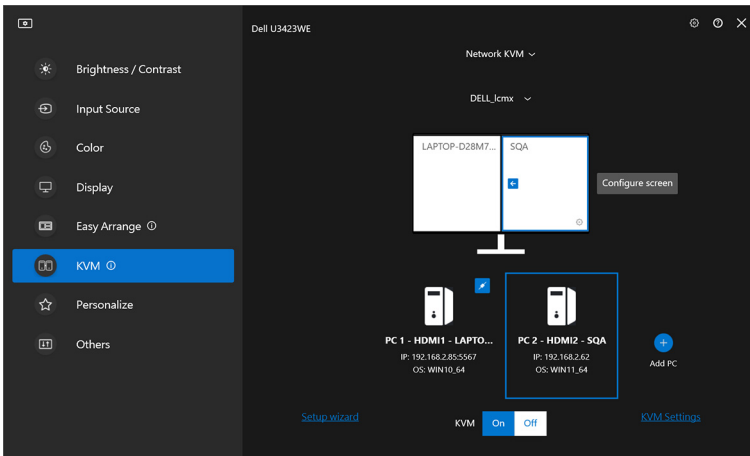 Dell U3423WE
Brightness / Contrast
Input Source
Color
Display
Easy Arrange
KVM
Personalize
Others
Network KVM
DELL_lcmx
LAPTOP-D28M7...
SQA
Configure screen
PC 1 - HDMI1 - LAPTO...
IP: 192.168.2.85:5567
OS: WIN10_64
PC 2 - HDMI2 - SQA
IP: 192.168.2.62
OS: WIN11_64
Add PC
Setup wizard
KVM On Off
KVM Settings